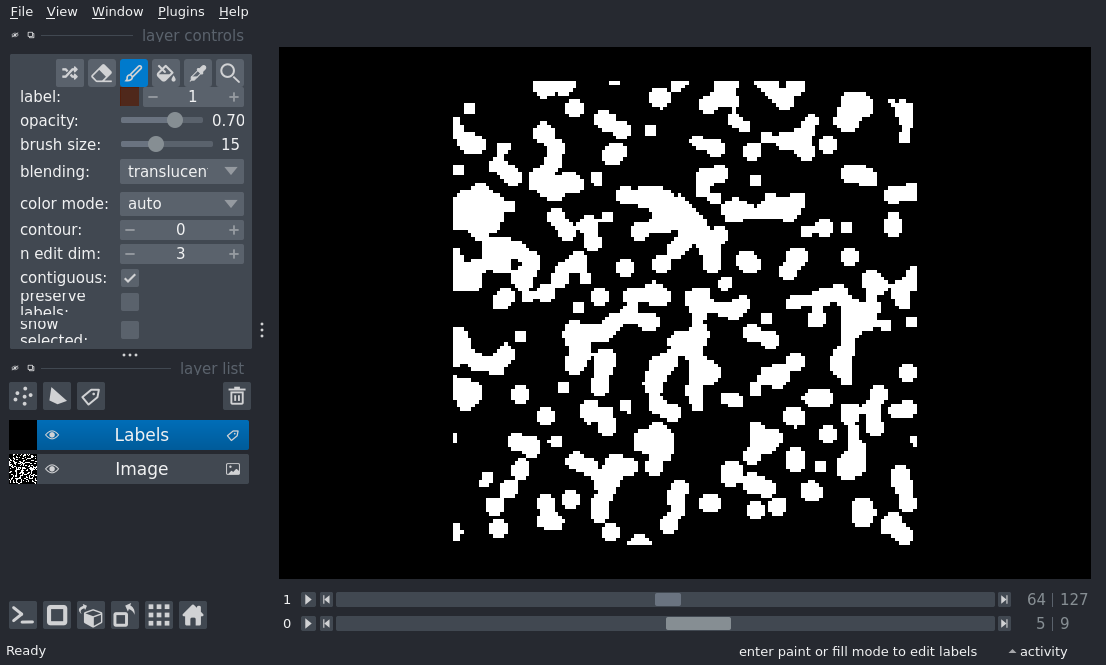 File View Window Plugins Help
layer controls
label: 1
opacity: 0.70
brush size: 15
blending: translucen
color mode: auto
contour: 0
n edit dim: 3
contiguous:
preserve
labels:
show
selected:
layer list
Labels
Image
1 64 | 127
0 5 | 9
Ready enter paint or fill mode to edit labels activity